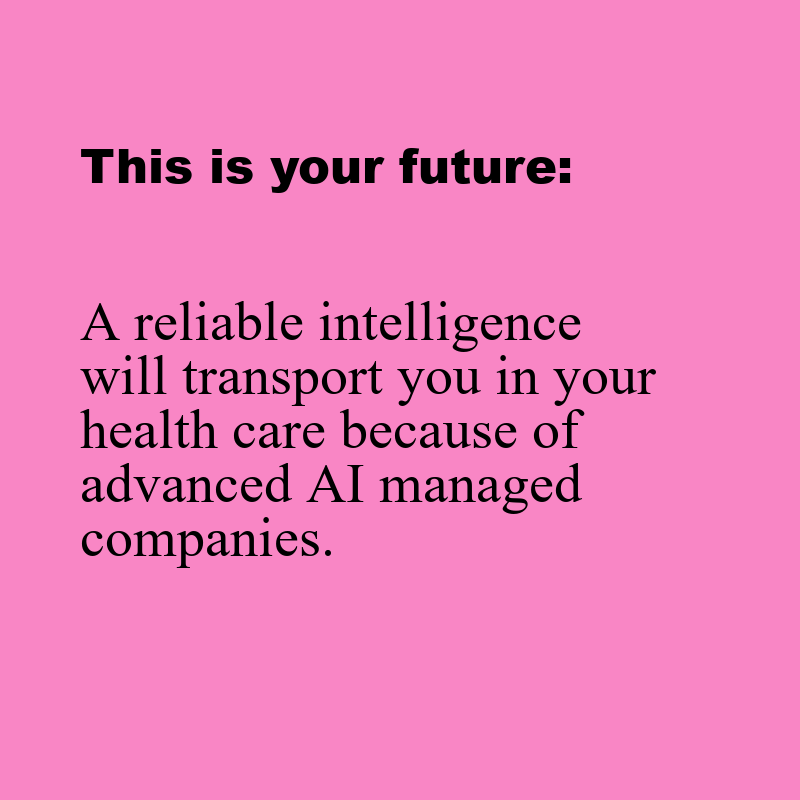 This is your future:
A reliable intelligence
will transport you in your
health care because of
advanced AI managed
companies.